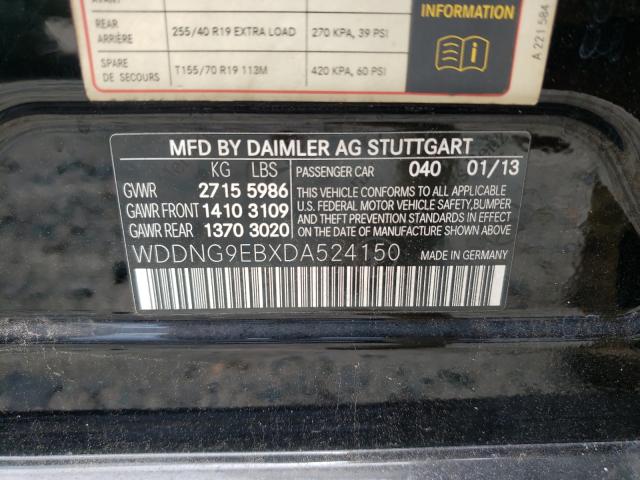 INFORMATION
REAR
ARRIÈRE
255/40 R19 EXTRA LOAD
270 KPA, 39 PSI
SPARE
DE SECOURS
T155/70 R19 113M
420 KPA, 60 PSI
A 221 584
MFD BY DAIMLER AG STUTTGART
KG LBS PASSENGER CAR 040 01/13
GVWR 2715 5986
GAWR FRONT 1410 3109
GAWR REAR 1370 3020
THIS VEHICLE CONFORMS TO ALL APPLICABLE
U.S. FEDERAL MOTOR VEHICLE SAFETY, BUMPER,
AND THEFT PREVENTION STANDARDS IN EFFECT
ON THE DATE OF MANUFACTURE SHOWN ABOVE.
WDDNG9EBXDA524150 MADE IN GERMANY